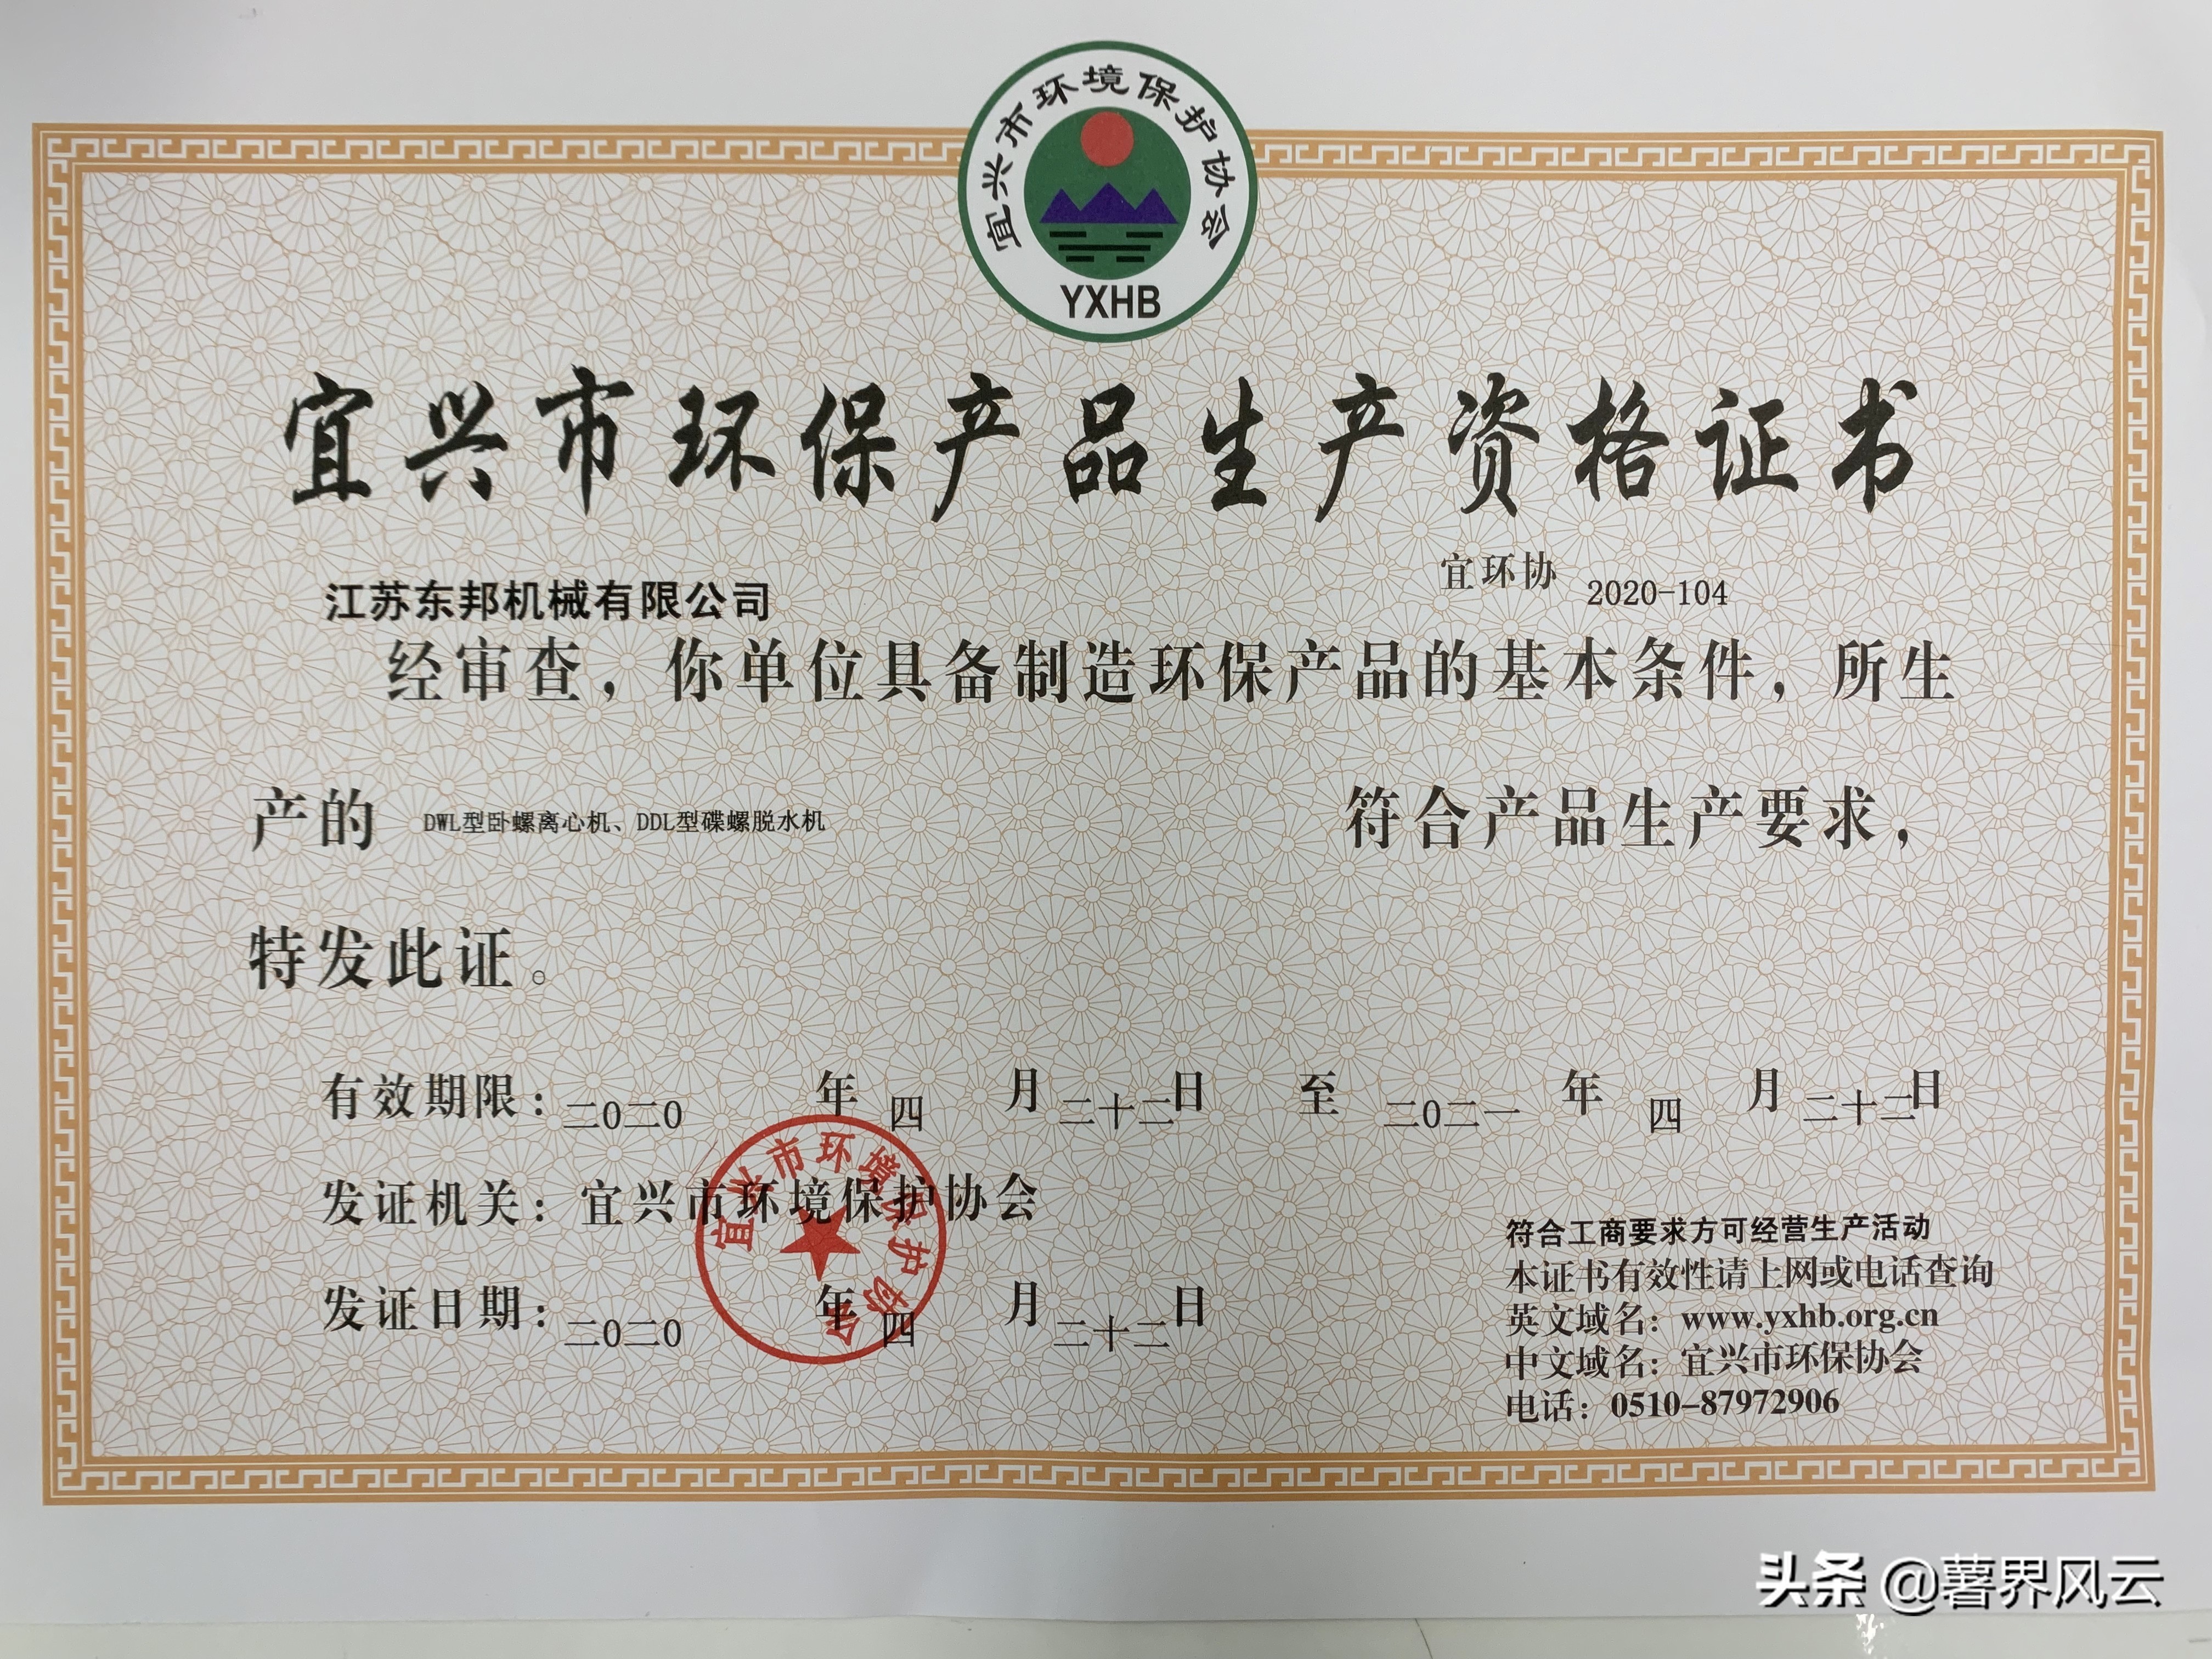 宜兴市环境保护协会
YXHB
宜兴市环保产品生产资格证书
江苏东邦机械有限公司
宜环协 2020-104
经审查，你单位具备制造环保产品的基本条件，所生
产的 DWL型卧螺离心机、DDL型碟螺脱水机 符合产品生产要求，
特发此证。
有效期限：二0二0 年 四 月 二十二日 至 二0二一 年 四 月 二十二日
发证机关：宜兴市环境保护协会
发证日期：二0二0 年 四 月 二十二 日
宜兴市环境保护协会
符合工商要求方可经营生产活动
本证书有效性请上网或电话查询
英文域名：www.yxhb.org.cn
中文域名：宜兴市环保协会
电话：0510-87972906
头条 @薯界风云